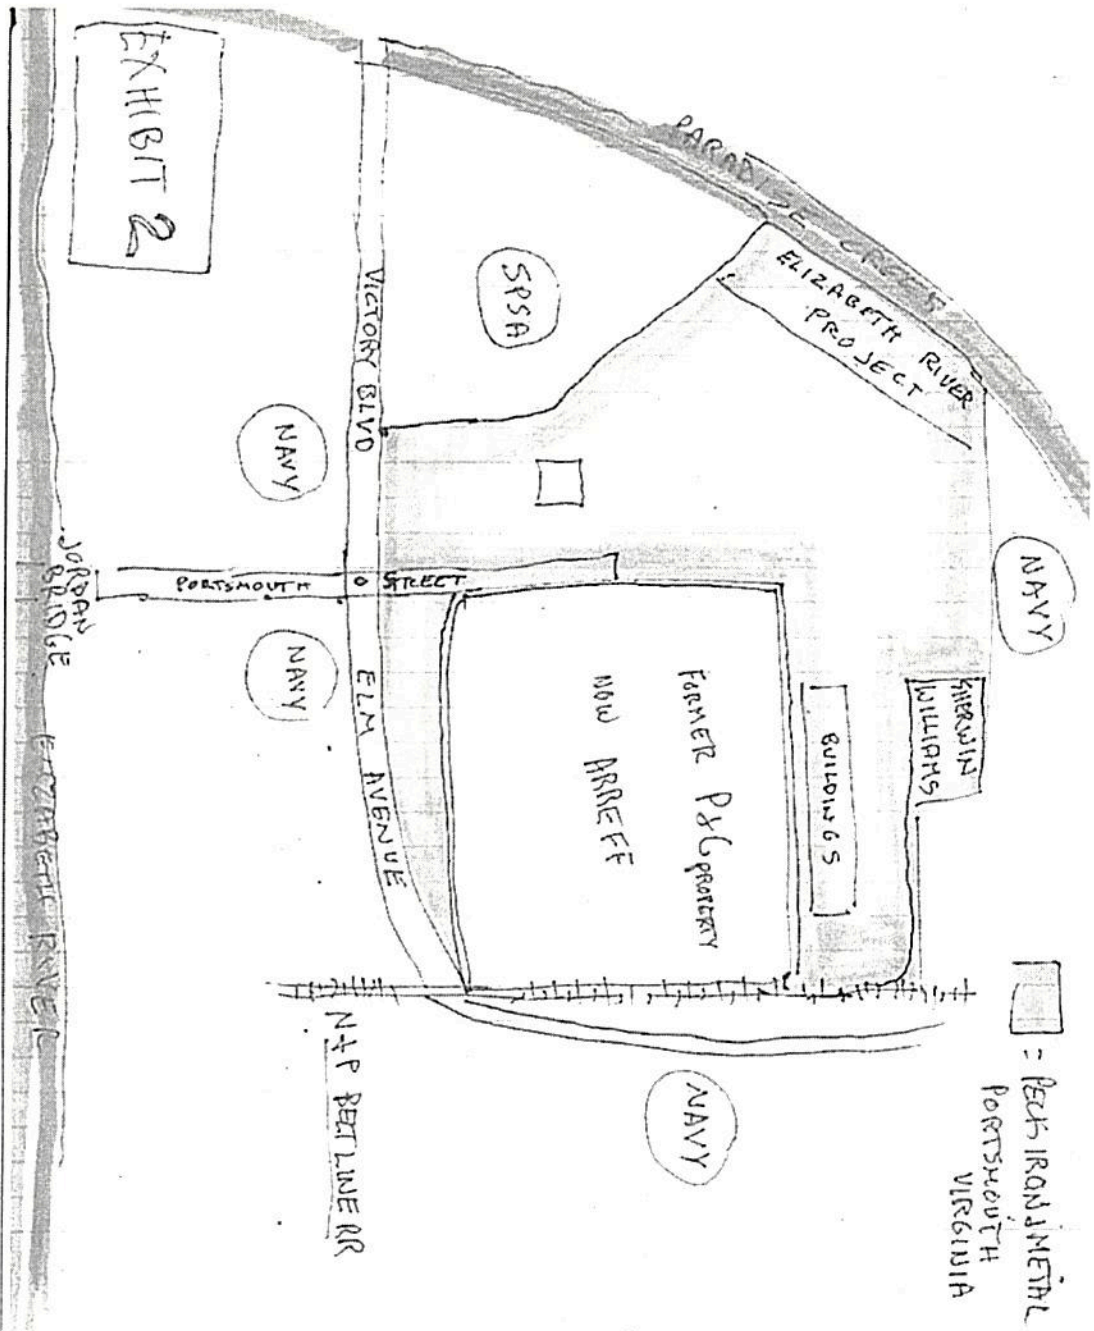 EXHIBIT 2
PARADISE CREEK
ELIZABETH RIVER
PROJECT
SPSA
VICTORY BLVD
NAVY
NAVY
SHERWIN
WILLIAMS
BUILDINGS
FORMER P&G PROPERTY
NOW ARREFF
PORTSMOUTH STREET
JORDAN
BRIDGE
NAVY
ELM AVENUE
ELIZABETH RIVER
N+P BELTLINE RR
NAVY
= PECK IRON & METAL
PORTSMOUTH
VIRGINIA